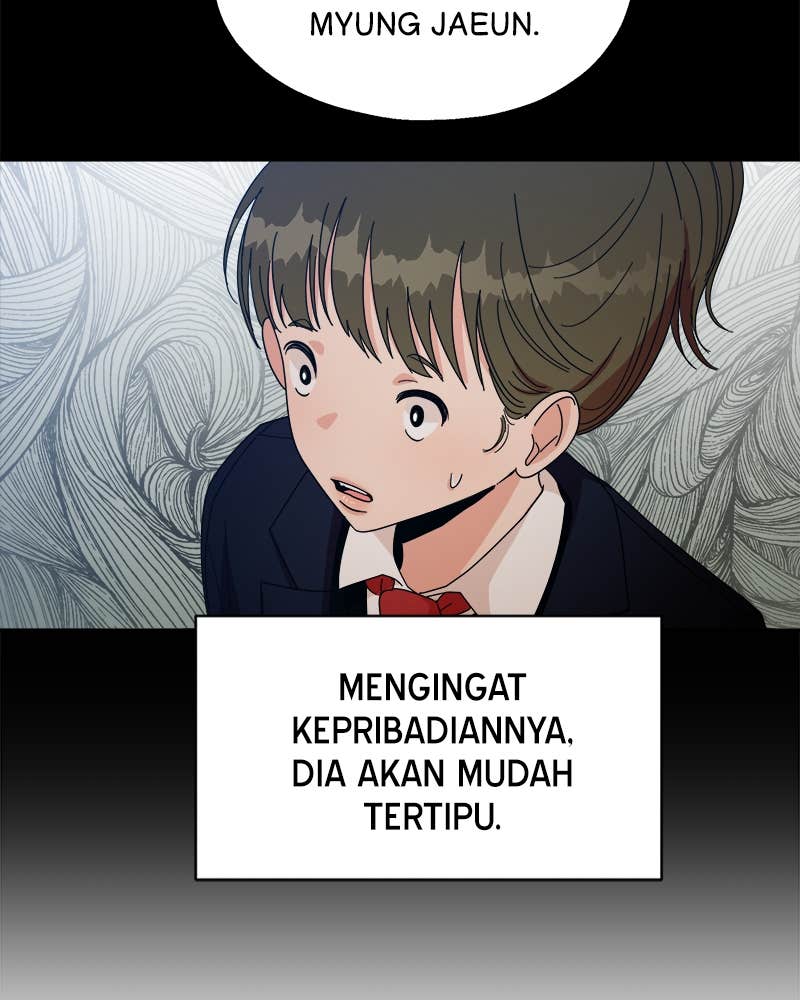 MYUNG JAEUN.
MENGINGAT
KEPRIBADIANNYA,
DIA AKAN MUDAH
TERTIPU.